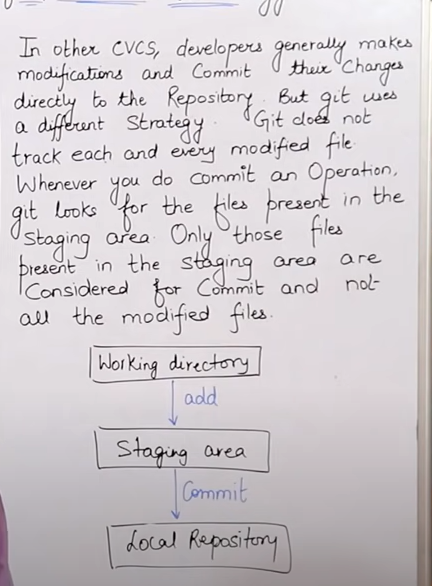 In other CVCS, developers generally makes
modifications and Commit their Changes
directly to the Repository. But git uses
a different Strategy. Git does not
track each and every modified file
Whenever you do commit an Operation,
git looks for the files present in the
Staging area. Only those files
present in the staging area are
Considered for Commit and not
all the modified files.
Working directory
add
Staging area
Commit
Local Repository